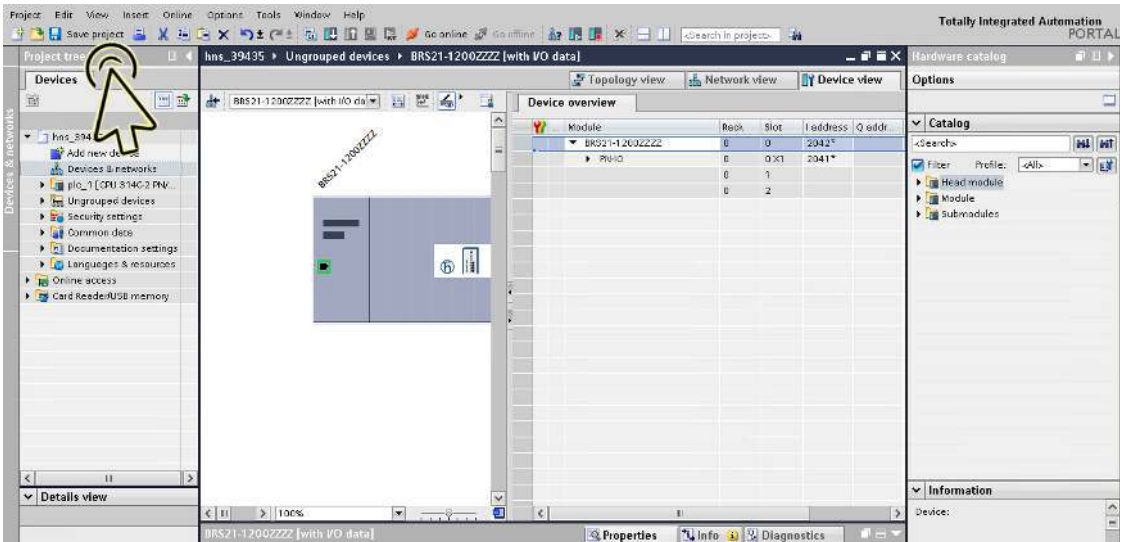 Project Edit View Insert Online Options Tools Window Help
Totally Integrated Automation
PORTAL
Save project
Go online
Go offline
<Search in project>
Project tree
hns_39435 ▸ Ungrouped devices ▸ BRS21-1200ZZZZ [with I/O data]
Hardware catalog
Devices
Topology view
Network view
Device view
Options
BRS21-1200ZZZZ [with I/O da
Device overview
Module Rack Slot I address Q addr...
BRS21-1200ZZZZ 0 0 2042*
PN-IO 0 0 X1 2041*
0 1
0 2
Catalog
<Search>
Filter Profile: <All>
Head module
Module
Submodules
Add new device
Devices & networks
plc_1 [CPU 314C-2 PN/...
Ungrouped devices
Security settings
Common data
Documentation settings
Languages & resources
Online access
Card Reader/USB memory
Devices & networks
BRS21-1200ZZZZ
Details view
100%
Information
Device:
BRS21-1200ZZZZ [with I/O data]
Properties
Info
Diagnostics